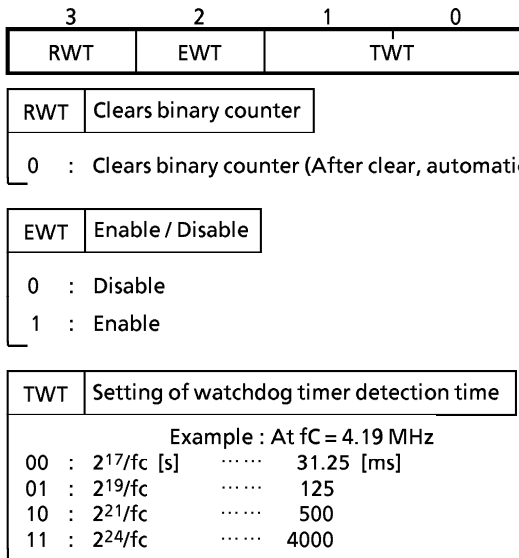 3 2 1 0
RWT EWT TWT
RWT Clears binary counter
0 : Clears binary counter (After clear, automati
EWT Enable / Disable
0 : Disable
1 : Enable
TWT Setting of watchdog timer detection time
Example : At fC = 4.19 MHz
00 : 2¹⁷/fc [s] ······ 31.25 [ms]
01 : 2¹⁹/fc ······ 125
10 : 2²¹/fc ······ 500
11 : 2²⁴/fc ······ 4000